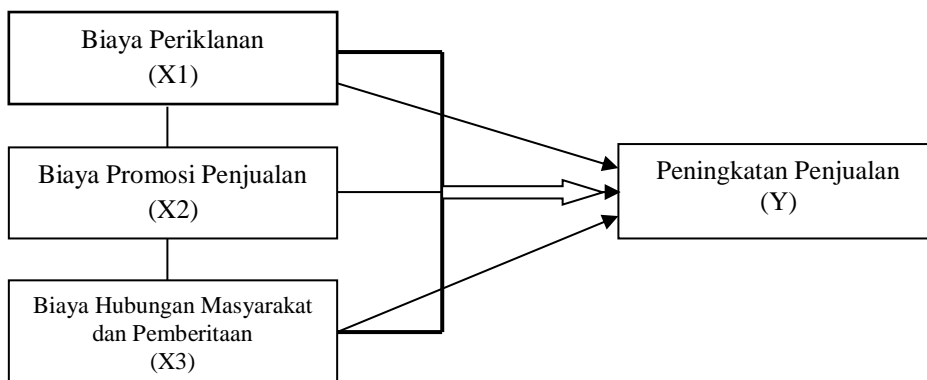 Biaya Periklanan
(X1)
Biaya Promosi Penjualan
(X2)
Biaya Hubungan Masyarakat
dan Pemberitaan
(X3)
Peningkatan Penjualan
(Y)